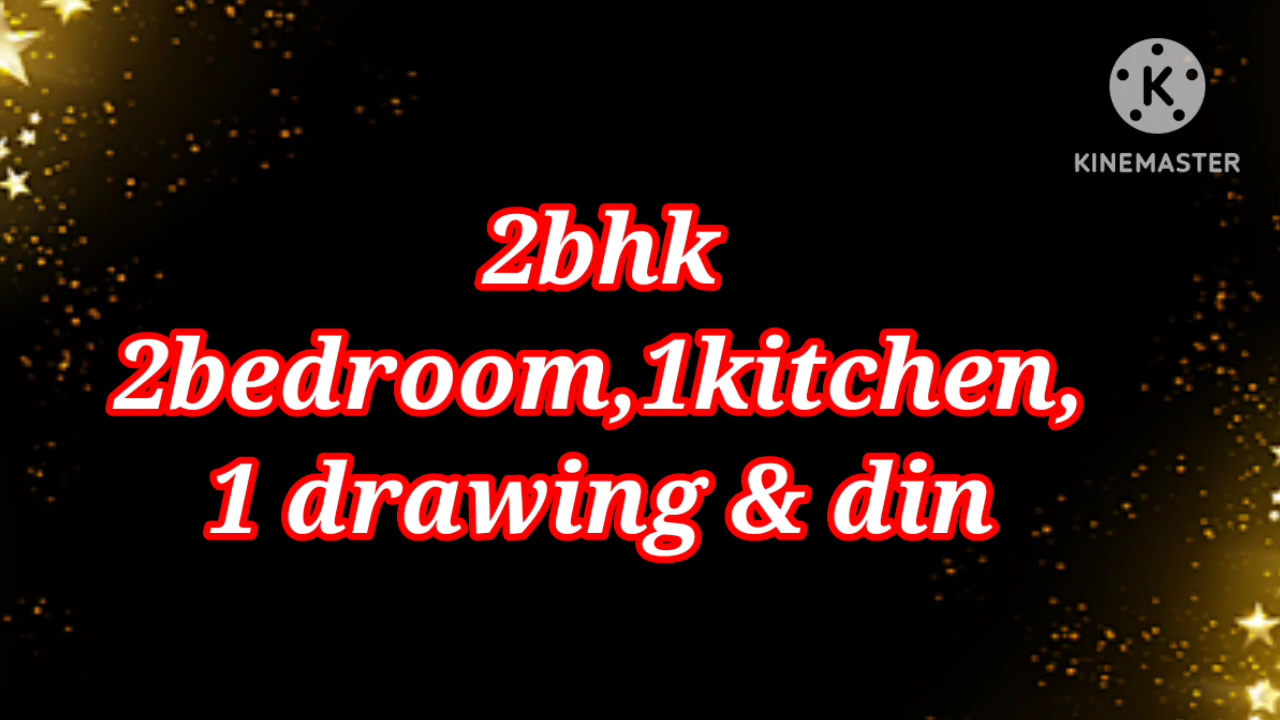 K
KINEMASTER
2bhk
2bedroom,1kitchen,
1 drawing & din